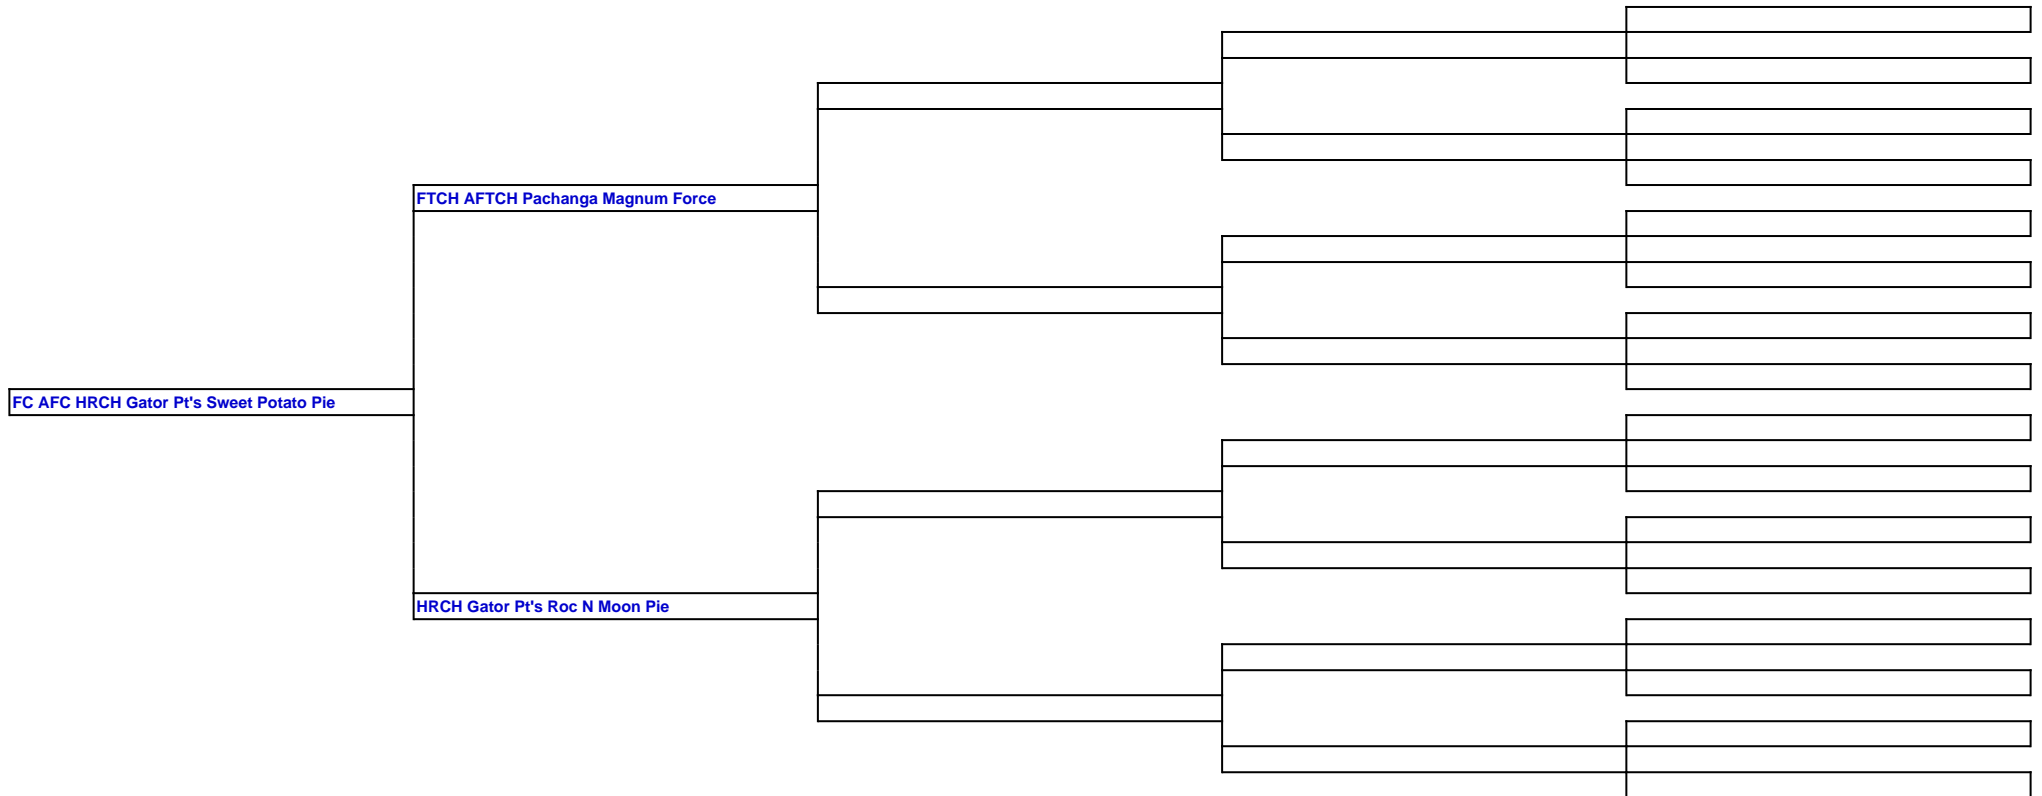 FTCH AFTCH Pachanga Magnum Force
FC AFC HRCH Gator Pt's Sweet Potato Pie
HRCH Gator Pt's Roc N Moon Pie